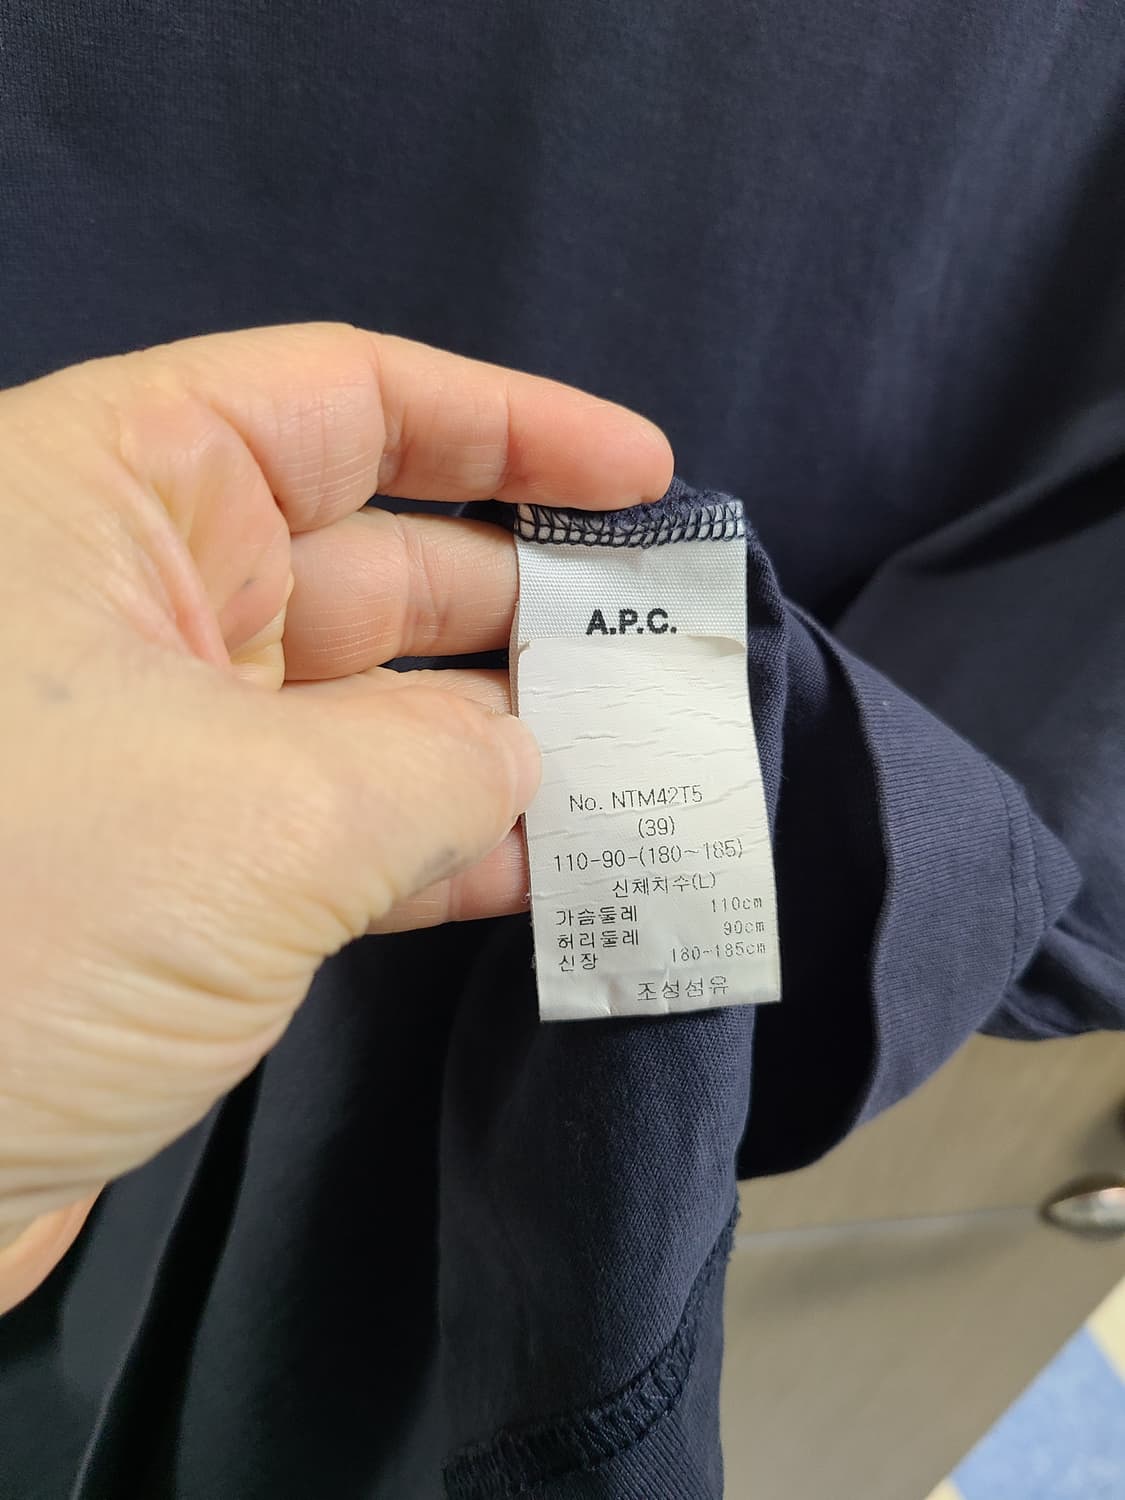 A.P.C.
No. NTM42T5
(39)
110-90-(180~185)
신체치수(L)
가슴둘레 110cm
허리둘레 90cm
신장 180~185cm
조성섬유